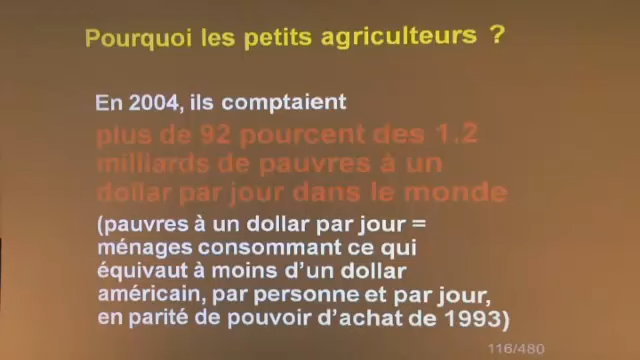 Pourquoi les petits agriculteurs ?
En 2004, ils comptaient
plus de 92 pourcent des 1.2
milliards de pauvres à un
dollar par jour dans le monde
(pauvres à un dollar par jour =
ménages consommant ce qui
équivaut à moins d’un dollar
américain, par personne et par jour,
en parité de pouvoir d’achat de 1993)
116/480